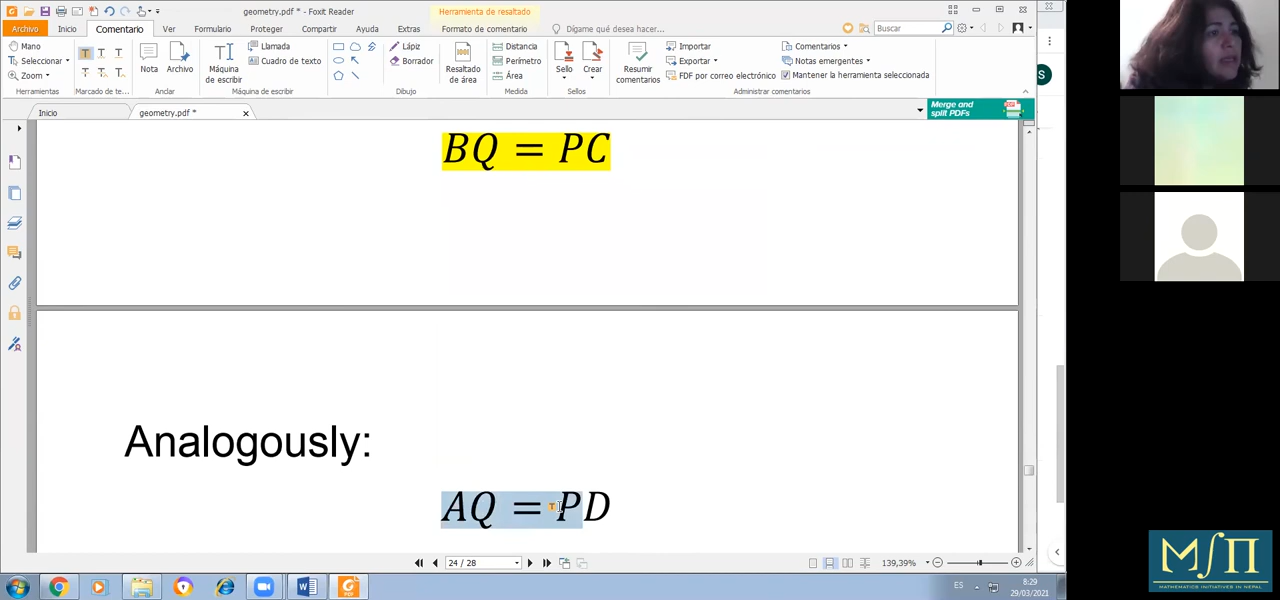 geometry.pdf * - Foxit Reader
Herramienta de resaltado
Archivo Inicio Comentario Ver Formulario Proteger Compartir Ayuda Extras Formato de comentario Dígame qué desea hacer... Buscar
Mano
Seleccionar
Zoom
Herramientas
T T T
T T T
Marcado de te...
Nota
Archivo
Anclar
Máquina de escribir
Llamada
Cuadro de texto
Máquina de escribir
Lápiz
Borrador
Dibujo
Resaltado de área
Distancia
Perímetro
Área
Medida
Sello
Crear
Sellos
Resumir comentarios
Importar
Exportar
FDF por correo electrónico
Comentarios
Notas emergentes
Mantener la herramienta seleccionada
Administrar comentarios
Inicio
geometry.pdf *
Merge and
split PDFs
S
BQ = PC
Analogously:
AQ = PD
24 / 28
139,39%
ES
8:29
29/03/2021
MSΠ
MATHEMATICS INITIATIVES IN NEPAL